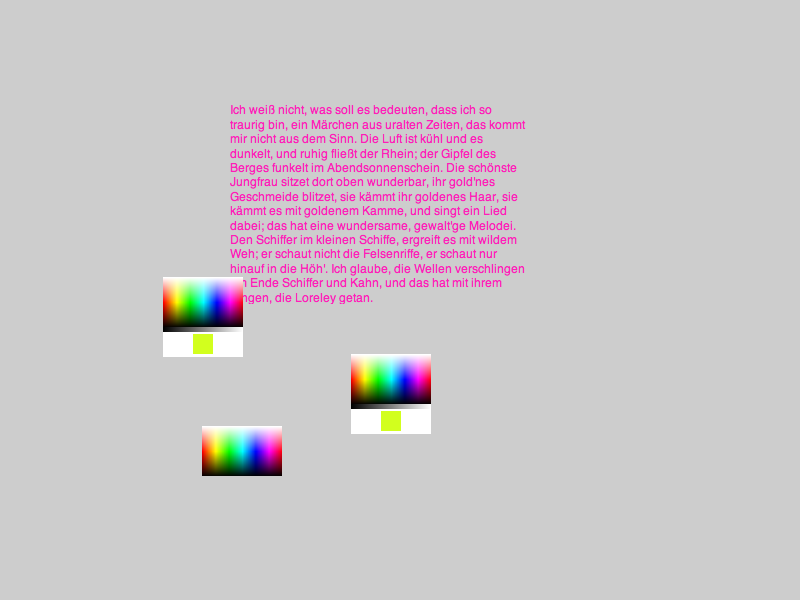 Ich weiß nicht, was soll es bedeuten, dass ich so
traurig bin, ein Märchen aus uralten Zeiten, das kommt
mir nicht aus dem Sinn. Die Luft ist kühl und es
dunkelt, und ruhig fließt der Rhein; der Gipfel des
Berges funkelt im Abendsonnenschein. Die schönste
Jungfrau sitzet dort oben wunderbar, ihr gold'nes
Geschmeide blitzet, sie kämmt ihr goldenes Haar, sie
kämmt es mit goldenem Kamme, und singt ein Lied
dabei; das hat eine wundersame, gewalt'ge Melodei.
Den Schiffer im kleinen Schiffe, ergreift es mit wildem
Weh; er schaut nicht die Felsenriffe, er schaut nur
hinauf in die Höh'. Ich glaube, die Wellen verschlingen
Ende Schiffer und Kahn, und das hat mit ihrem
die Loreley getan.